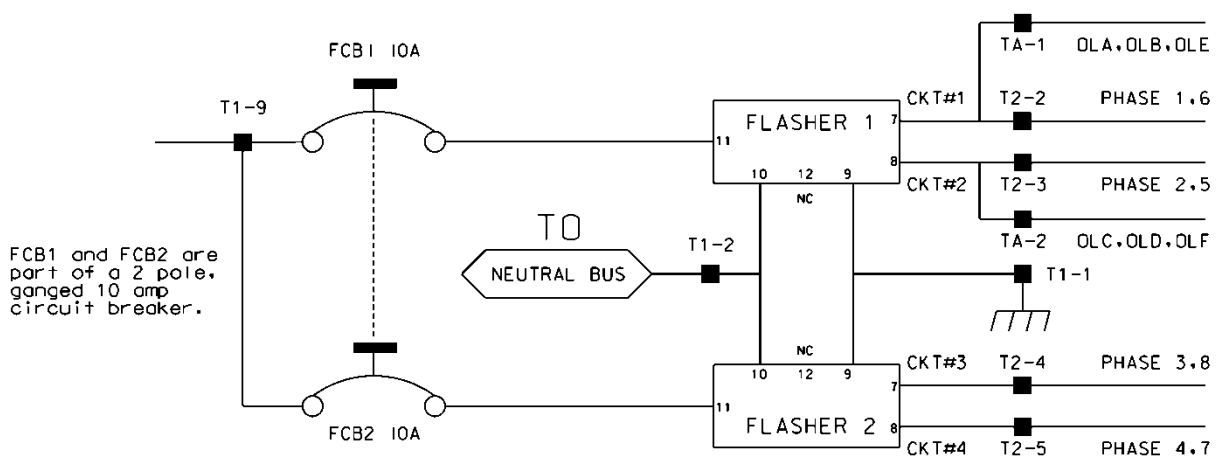 FCB1 10A
T1-9
TA-1 OLA,OLB,OLE
CKT#1 T2-2 PHASE 1,6
FLASHER 1
7
11
8
10 12 9
NC
CKT#2 T2-3 PHASE 2,5
TA-2 OLC,OLD,OLF
TO
NEUTRAL BUS
T1-2
T1-1
FCB1 and FCB2 are
part of a 2 pole,
ganged 10 amp
circuit breaker.
NC
10 12 9
CKT#3 T2-4 PHASE 3,8
7
11
FLASHER 2
8
FCB2 10A
CKT#4 T2-5 PHASE 4,7